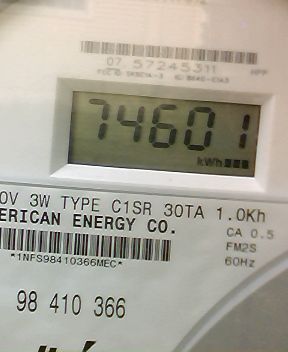 07 57245311
HPP
74601
kWh
0V 3W TYPE C1SR 30TA 1.0Kh
ERICAN ENERGY CO.
CA 0.5
FM2S
*1NFS98410366MEC*
60Hz
98 410 366